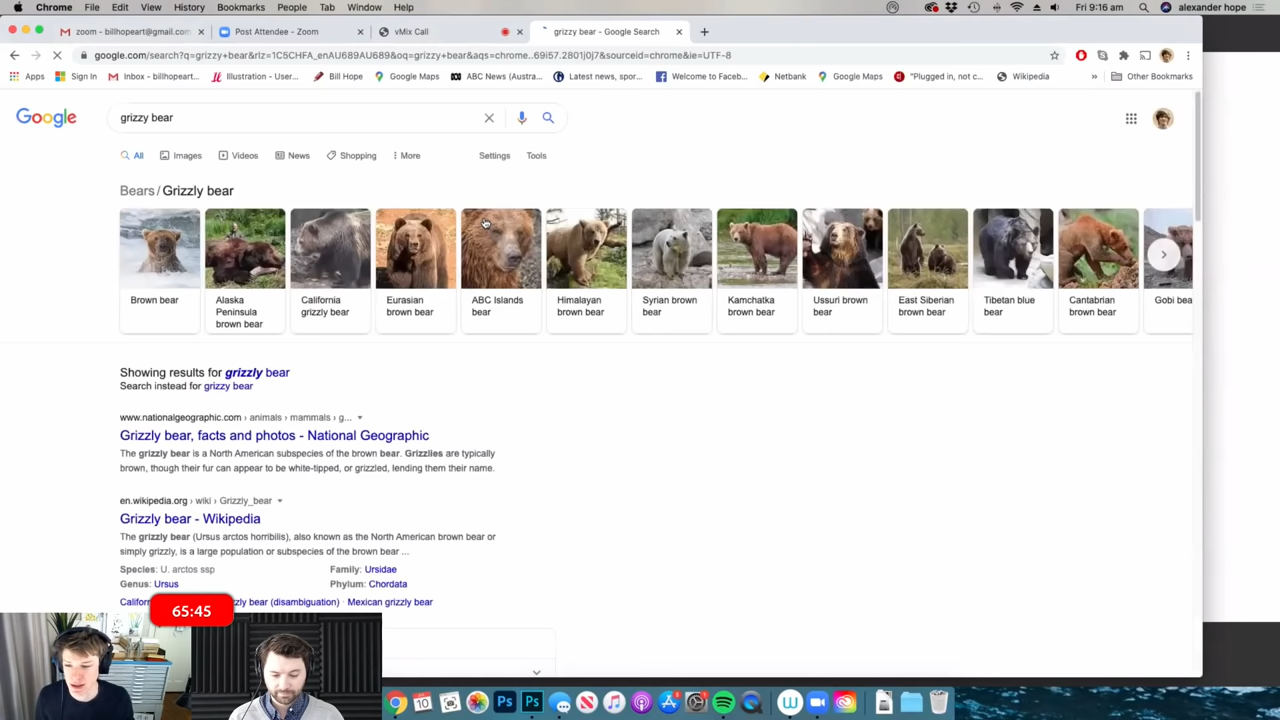 Chrome File Edit View History Bookmarks People Tab Window Help Fri 9:16 am alexander hope
zoom - billhopeart@gmail.com Post Attendee - Zoom vMix Call grizzy bear - Google Search
google.com/search?q=grizzy+bear&rlz=1C5CHFA_enAU689AU689&oq=grizzy+bear&aqs=chrome..69i57.2801j0j7&sourceid=chrome&ie=UTF-8
Apps Sign In Inbox - billhopeart... Illustration - User... Bill Hope Google Maps ABC News (Austra... Latest news, spor... Welcome to Faceb... Netbank Google Maps "Plugged in, not c... Wikipedia » Other Bookmarks
Google grizzy bear
All Images Videos News Shopping More Settings Tools
Bears / Grizzly bear
Brown bear
Alaska Peninsula brown bear
California grizzly bear
Eurasian brown bear
ABC Islands bear
Himalayan brown bear
Syrian brown bear
Kamchatka brown bear
Ussuri brown bear
East Siberian brown bear
Tibetan blue bear
Cantabrian brown bear
Gobi bea
Showing results for grizzly bear
Search instead for grizzy bear
www.nationalgeographic.com › animals › mammals › g...
Grizzly bear, facts and photos - National Geographic
The grizzly bear is a North American subspecies of the brown bear. Grizzlies are typically
brown, though their fur can appear to be white-tipped, or grizzled, lending them their name.
en.wikipedia.org › wiki › Grizzly_bear
Grizzly bear - Wikipedia
The grizzly bear (Ursus arctos horribilis), also known as the North American brown bear or
simply grizzly, is a large population or subspecies of the brown bear ...
Species: U. arctos ssp Family: Ursidae
Genus: Ursus Phylum: Chordata
Californ zly bear (disambiguation) · Mexican grizzly bear
65:45
10 Ps Ps W